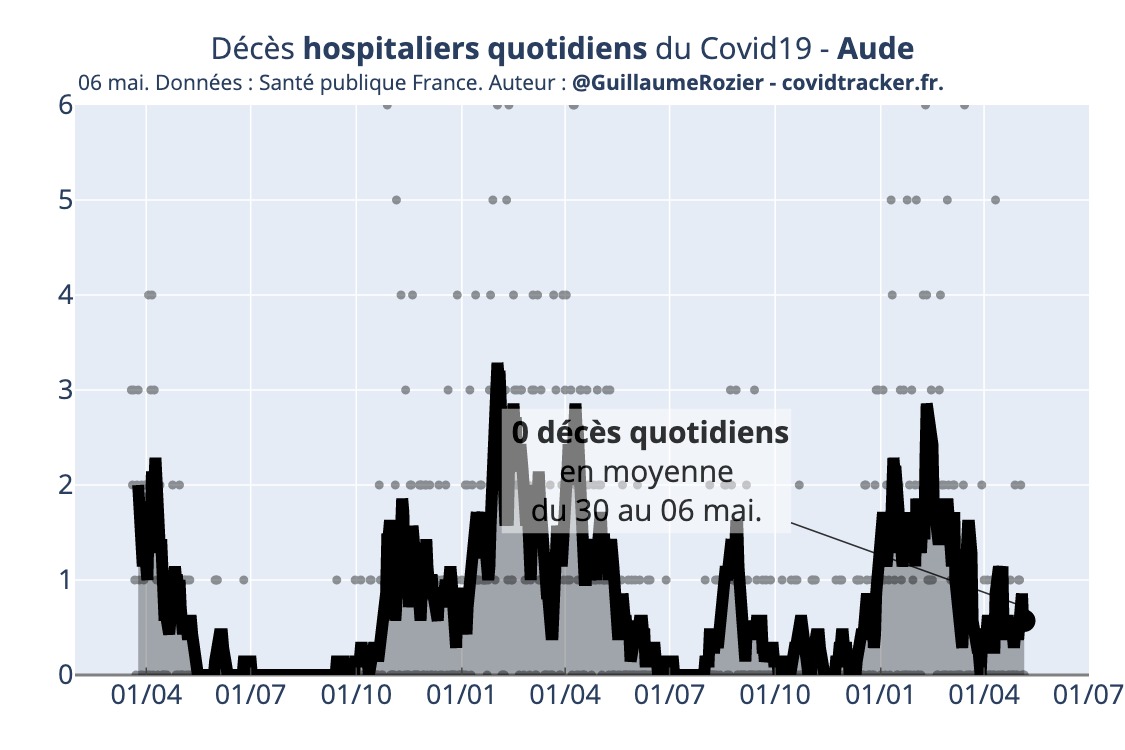 Décès hospitaliers quotidiens du Covid19 - Aude
06 mai. Données : Santé publique France. Auteur : @GuillaumeRozier - covidtracker.fr.
6
5
4
3
0 décès quotidiens
en moyenne
2
du 30 au 06 mai.
1
0
01/04 01/07 01/10 01/01 01/04 01/07 01/10 01/01 01/04 01/07